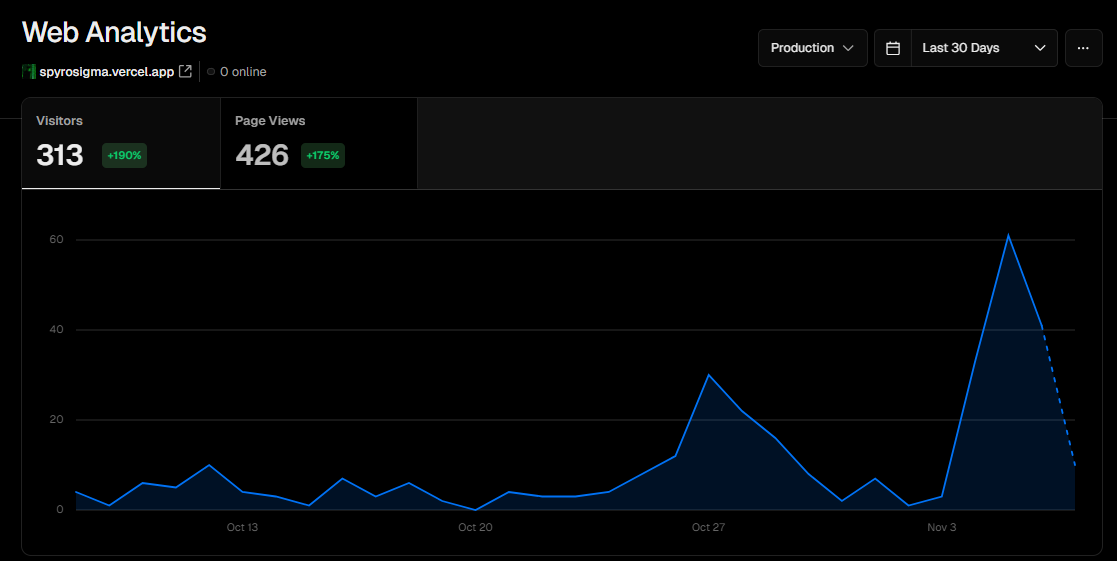 Web Analytics
Production
Last 30 Days
spyrosigma.vercel.app
0 online
Visitors
313 +190%
Page Views
426 +175%
60
40
20
0
Oct 13
Oct 20
Oct 27
Nov 3